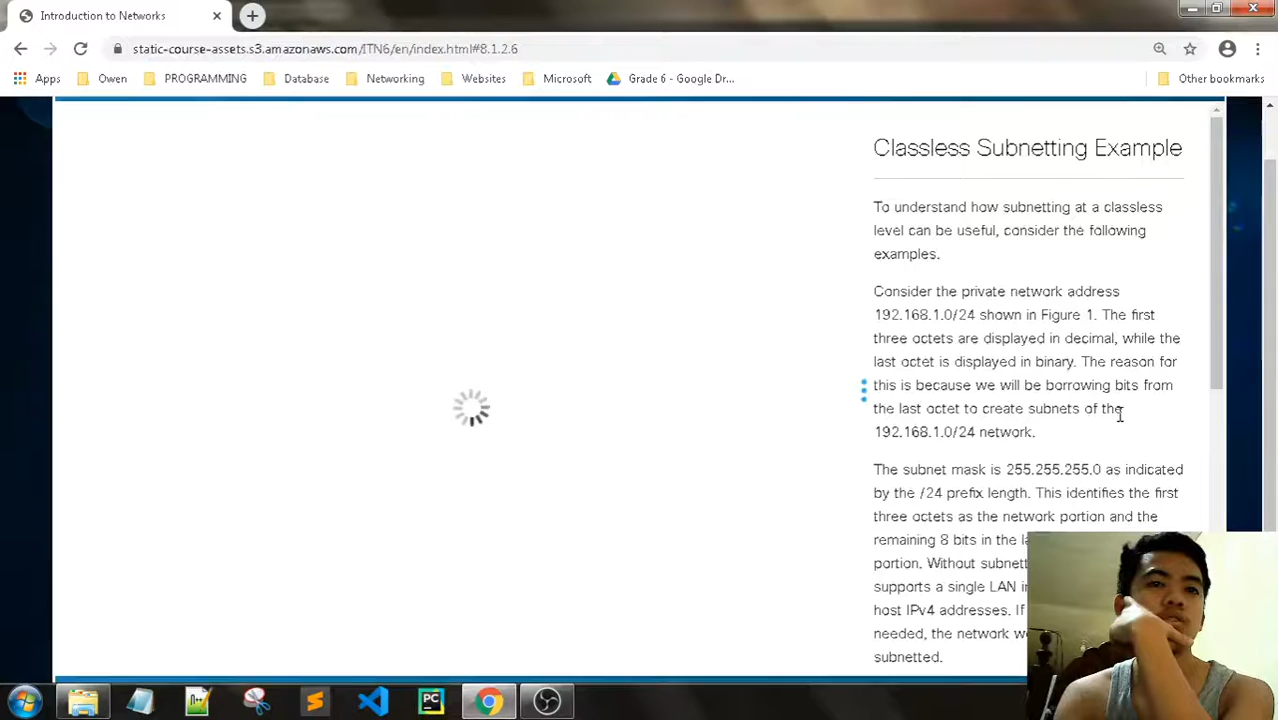 Introduction to Networks
static-course-assets.s3.amazonaws.com/ITN6/en/index.html#8.1.2.6
Apps Owen PROGRAMMING Database Networking Websites Microsoft Grade 6 - Google Dr... Other bookmarks
Classless Subnetting Example
To understand how subnetting at a classless
level can be useful, consider the following
examples.
Consider the private network address
192.168.1.0/24 shown in Figure 1. The first
three octets are displayed in decimal, while the
last octet is displayed in binary. The reason for
this is because we will be borrowing bits from
the last octet to create subnets of the
192.168.1.0/24 network.
The subnet mask is 255.255.255.0 as indicated
by the /24 prefix length. This identifies the first
three octets as the network portion and the
remaining 8 bits in the
portion. Without
supports a single LAN
host IPv4 addresses. If
needed, the network
subnetted.
PC